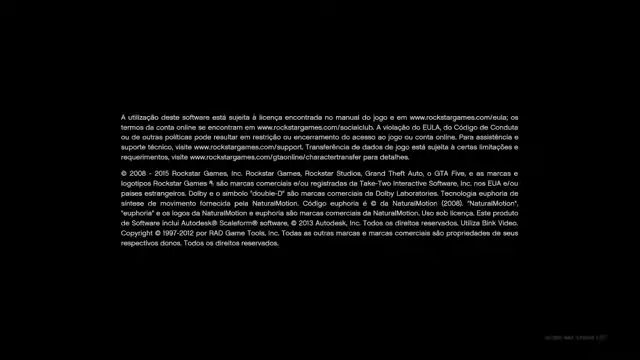 A utilização deste software está sujeita à licença encontrada no manual do jogo e em www.rockstargames.com/eula; os
termos da conta online se encontram em www.rockstargames.com/socialclub. A violação do EULA, do Código de Conduta
ou de outras políticas pode resultar em restrição ou encerramento do acesso ao jogo ou conta online. Para assistência e
suporte técnico, visite www.rockstargames.com/support. Transferência de dados de jogo está sujeita à certas limitações e
requerimentos, visite www.rockstargames.com/gtaonline/charactertransfer para detalhes.
© 2008 - 2015 Rockstar Games, Inc. Rockstar Games, Rockstar Studios, Grand Theft Auto, o GTA Five, e as marcas e
logotipos Rockstar Games são marcas comerciais e/ou registradas da Take-Two Interactive Software, Inc. nos EUA e/ou
países estrangeiros. Dolby e o símbolo "double-D" são marcas comerciais da Dolby Laboratories. Tecnologia euphoria de
síntese de movimento fornecida pela NaturalMotion. Código euphoria é © da NaturalMotion (2008). "NaturalMotion",
"euphoria" e os logos da NaturalMotion e euphoria são marcas comerciais da NaturalMotion. Uso sob licença. Este produto
de Software inclui Autodesk® Scaleform® software, © 2013 Autodesk, Inc. Todos os direitos reservados. Utiliza Bink Video.
Copyright © 1997-2012 por RAD Game Tools, Inc. Todas as outras marcas e marcas comerciais são propriedades de seus
respectivos donos. Todos os direitos reservados.